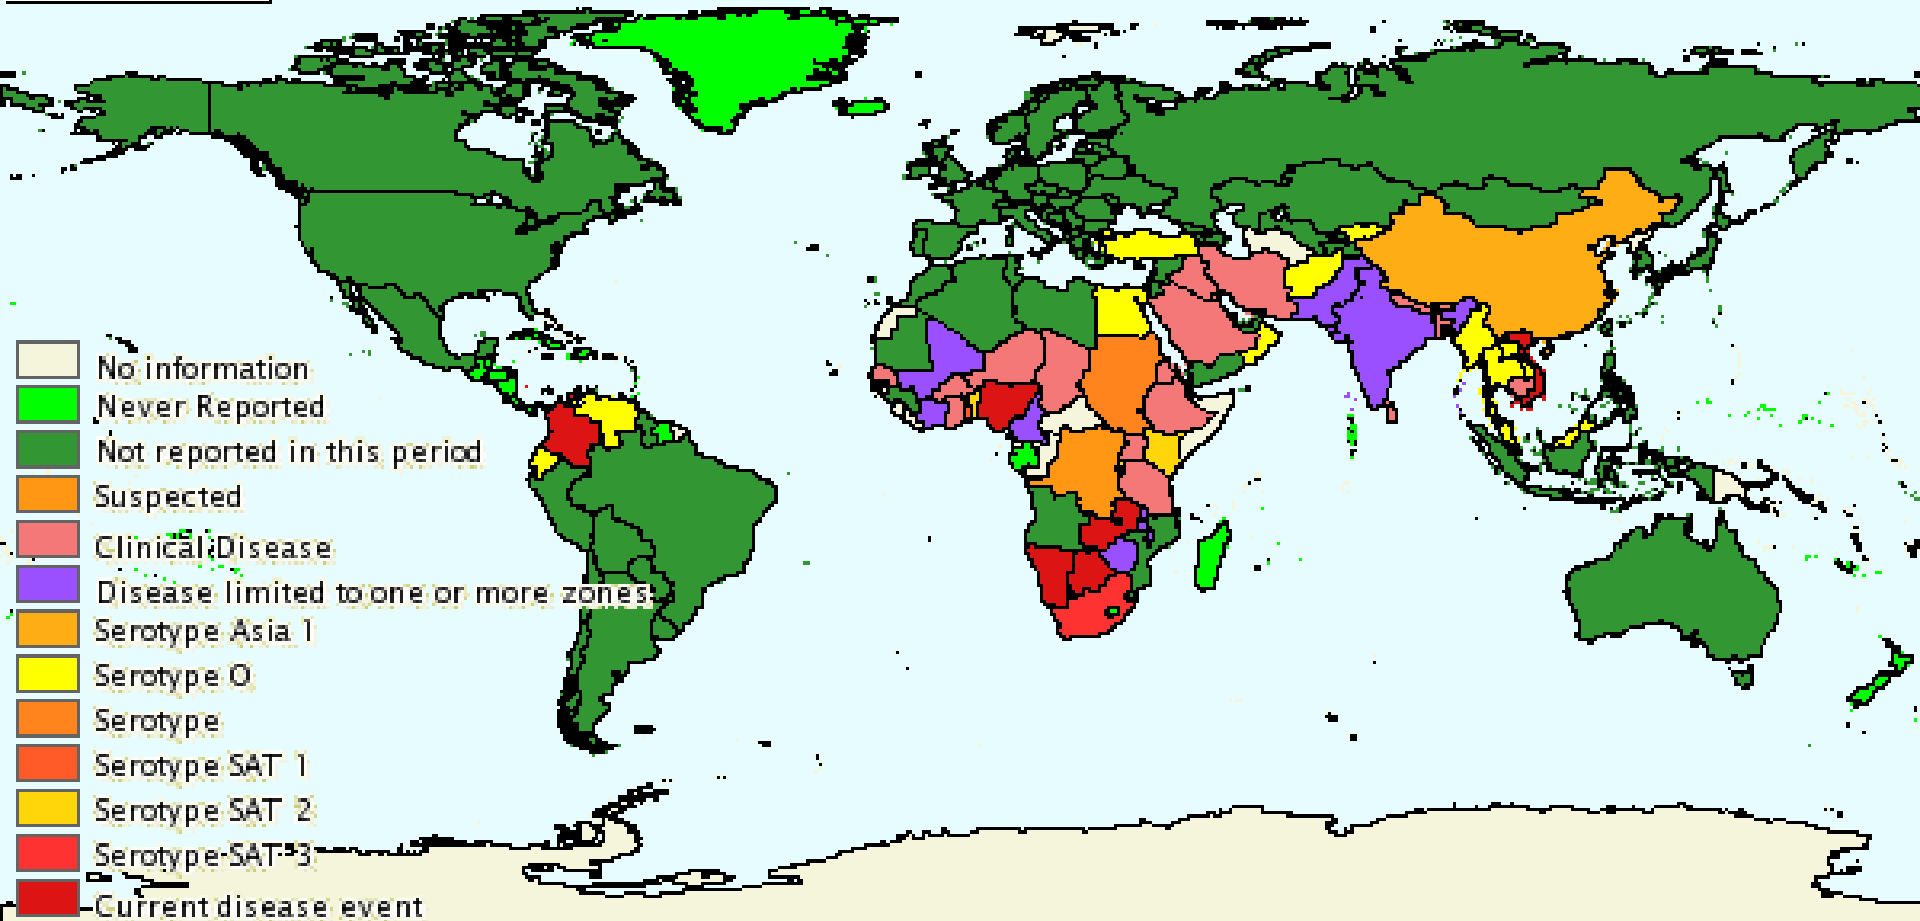 No information
Never Reported
Not reported in this period
Suspected
Clinical Disease
Disease limited to one or more zones
Serotype Asia 1
Serotype O
Serotype
Serotype SAT 1
Serotype SAT 2
Serotype SAT 3
Current disease event